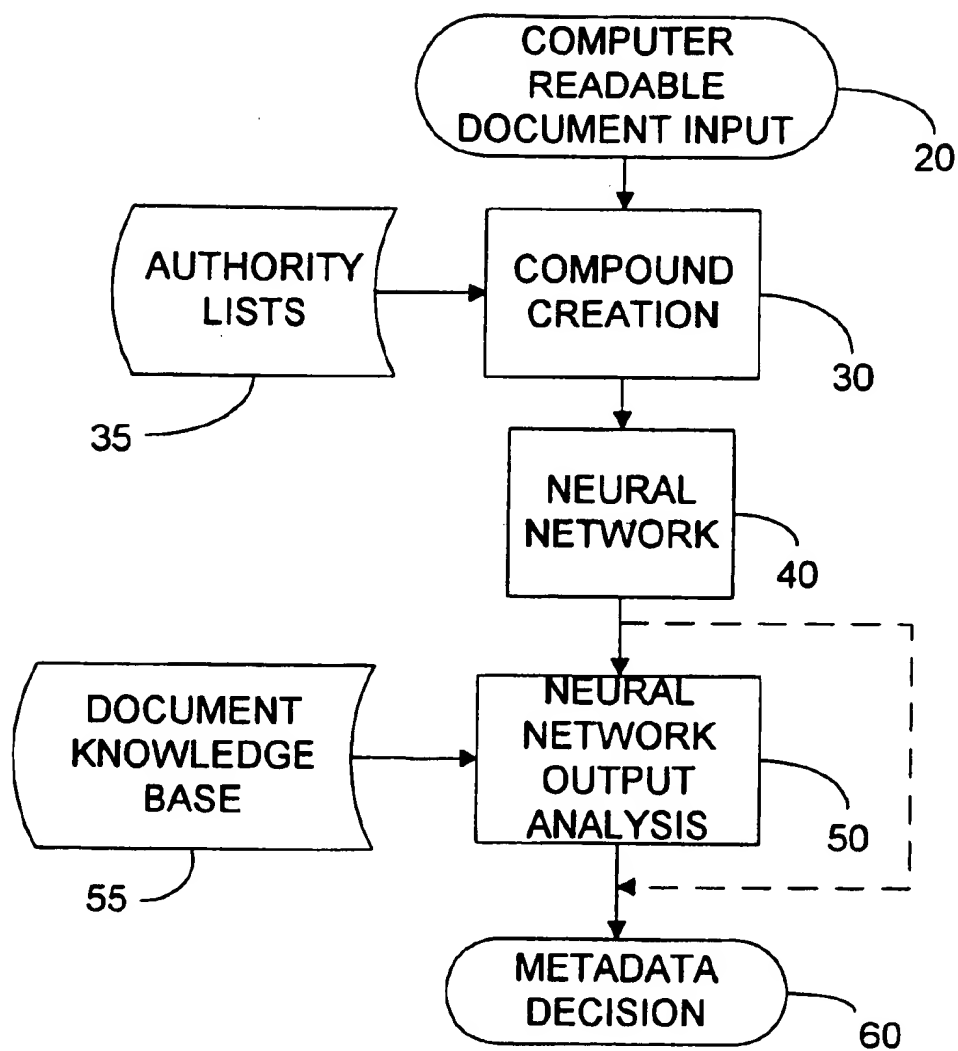 COMPUTER
READABLE
DOCUMENT INPUT
20
AUTHORITY
LISTS
35
COMPOUND
CREATION
30
NEURAL
NETWORK
40
DOCUMENT
KNOWLEDGE
BASE
55
NEURAL
NETWORK
OUTPUT
ANALYSIS
50
METADATA
DECISION
60